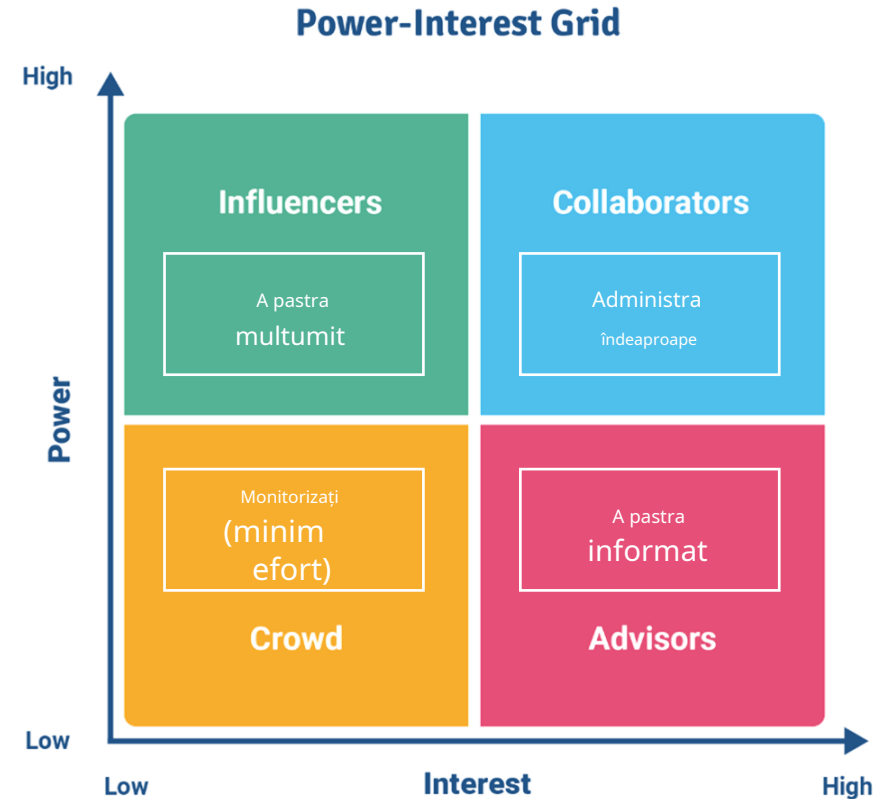 Power-Interest Grid
High
Influencers
Collaborators
A pastra
multumit
Administra
îndeaproape
Power
Monitorizați
(minim
efort)
A pastra
informat
Crowd
Advisors
Low
Low
Interest
High